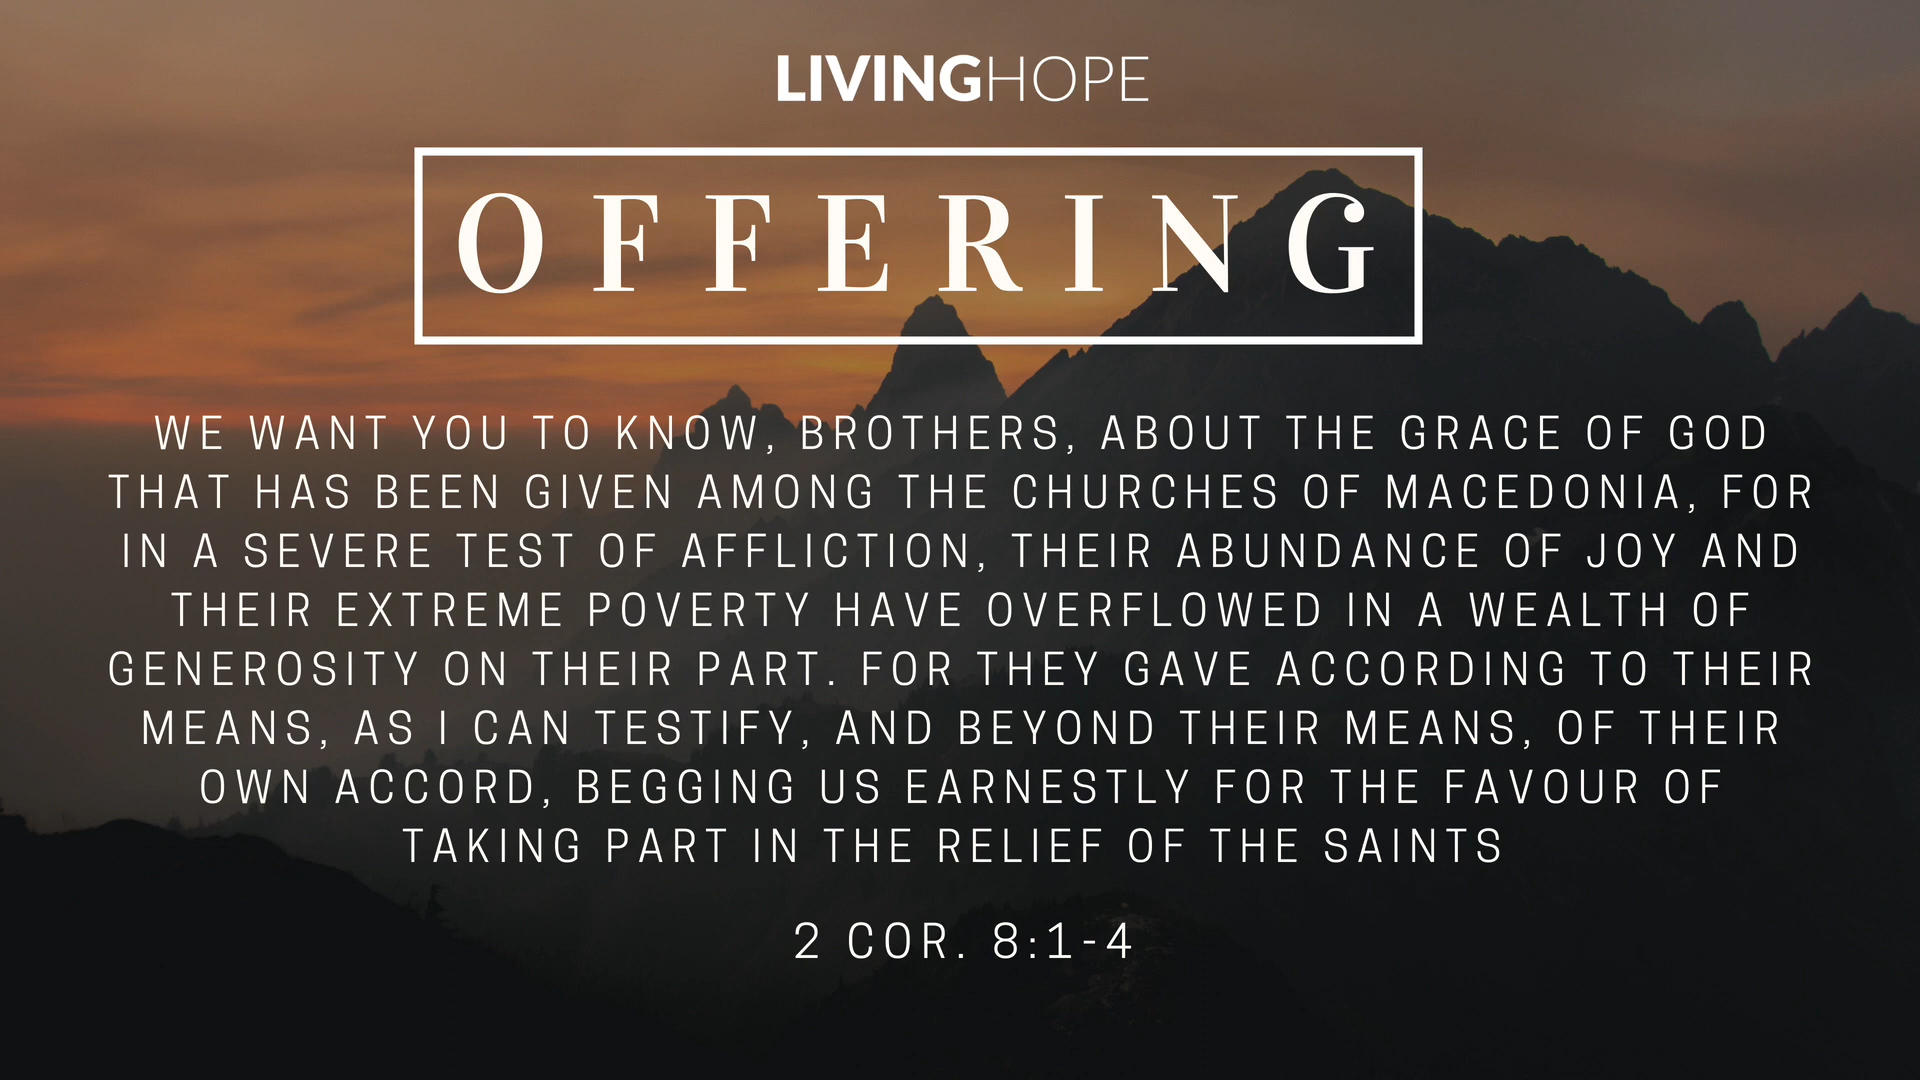 LIVINGHOPE
OFFERING
WE WANT YOU TO KNOW, BROTHERS, ABOUT THE GRACE OF GOD
THAT HAS BEEN GIVEN AMONG THE CHURCHES OF MACEDONIA, FOR
IN A SEVERE TEST OF AFFLICTION, THEIR ABUNDANCE OF JOY AND
THEIR EXTREME POVERTY HAVE OVERFLOWED IN A WEALTH OF
GENEROSITY ON THEIR PART. FOR THEY GAVE ACCORDING TO THEIR
MEANS, AS I CAN TESTIFY, AND BEYOND THEIR MEANS, OF THEIR
OWN ACCORD, BEGGING US EARNESTLY FOR THE FAVOUR OF
TAKING PART IN THE RELIEF OF THE SAINTS
2 COR. 8:1-4